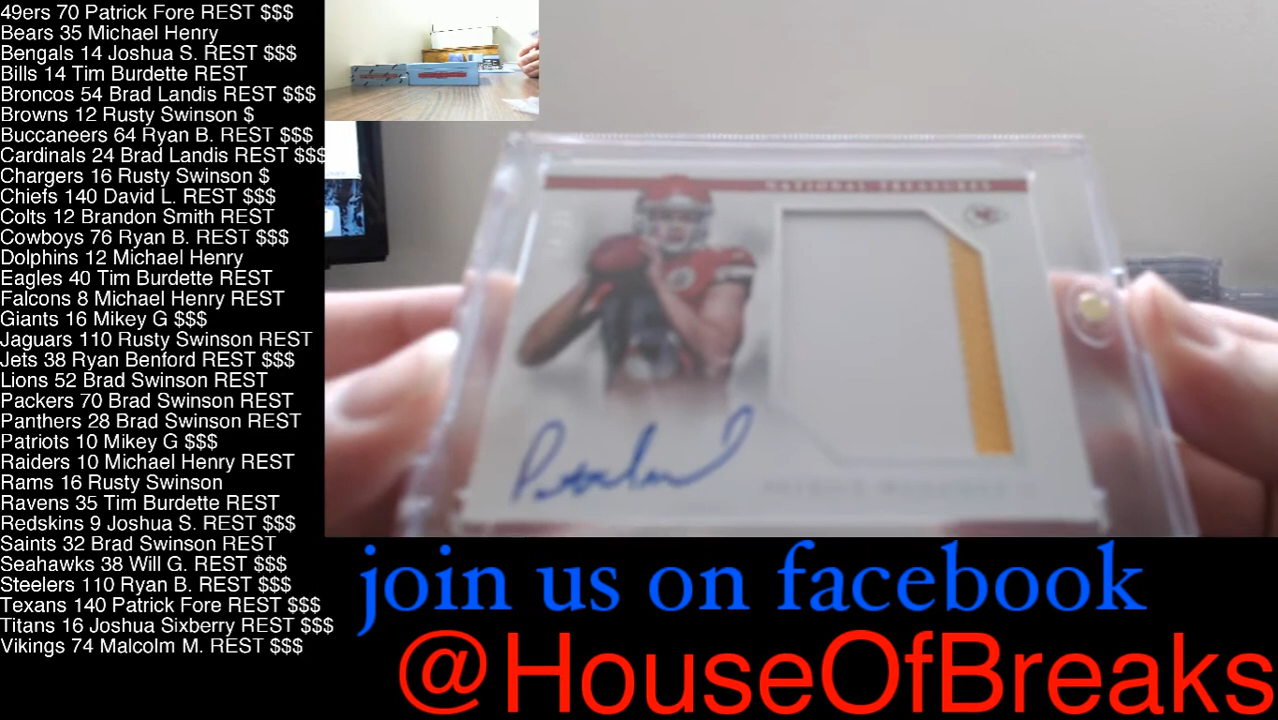 49ers 70 Patrick Fore REST $$$
Bears 35 Michael Henry
Bengals 14 Joshua S. REST $$$
Bills 14 Tim Burdette REST
Broncos 54 Brad Landis REST $$$
Browns 12 Rusty Swinson $
Buccaneers 64 Ryan B. REST $$$
Cardinals 24 Brad Landis REST $$$
Chargers 16 Rusty Swinson $
Chiefs 140 David L. REST $$$
Colts 12 Brandon Smith REST
Cowboys 76 Ryan B. REST $$$
Dolphins 12 Michael Henry
Eagles 40 Tim Burdette REST
Falcons 8 Michael Henry REST
Giants 16 Mikey G $$$
Jaguars 110 Rusty Swinson REST
Jets 38 Ryan Benford REST $$$
Lions 52 Brad Swinson REST
Packers 70 Brad Swinson REST
Panthers 28 Brad Swinson REST
Patriots 10 Mikey G $$$
Raiders 10 Michael Henry REST
Rams 16 Rusty Swinson
Ravens 35 Tim Burdette REST
Redskins 9 Joshua S. REST $$$
Saints 32 Brad Swinson REST
Seahawks 38 Will G. REST $$$
Steelers 110 Ryan B. REST $$$
Texans 140 Patrick Fore REST $$$
Titans 16 Joshua Sixberry REST $$$
Vikings 74 Malcolm M. REST $$$
NATIONAL TREASURES
PATRICK MAHOMES II
join us on facebook
@HouseOfBreaks